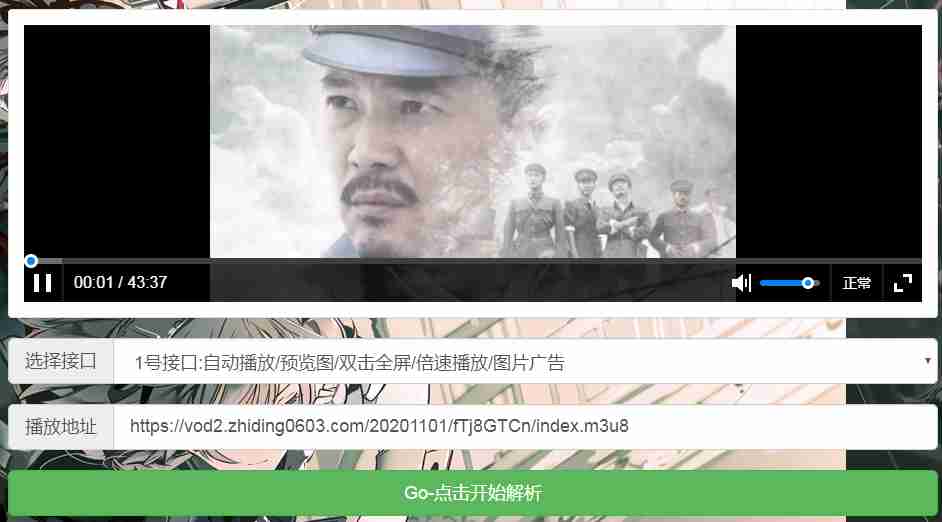 00:01 / 43:37
正常
选择接口
1号接口:自动播放/预览图/双击全屏/倍速播放/图片广告
播放地址
https://vod2.zhiding0603.com/20201101/fTj8GTCn/index.m3u8
Go-点击开始解析